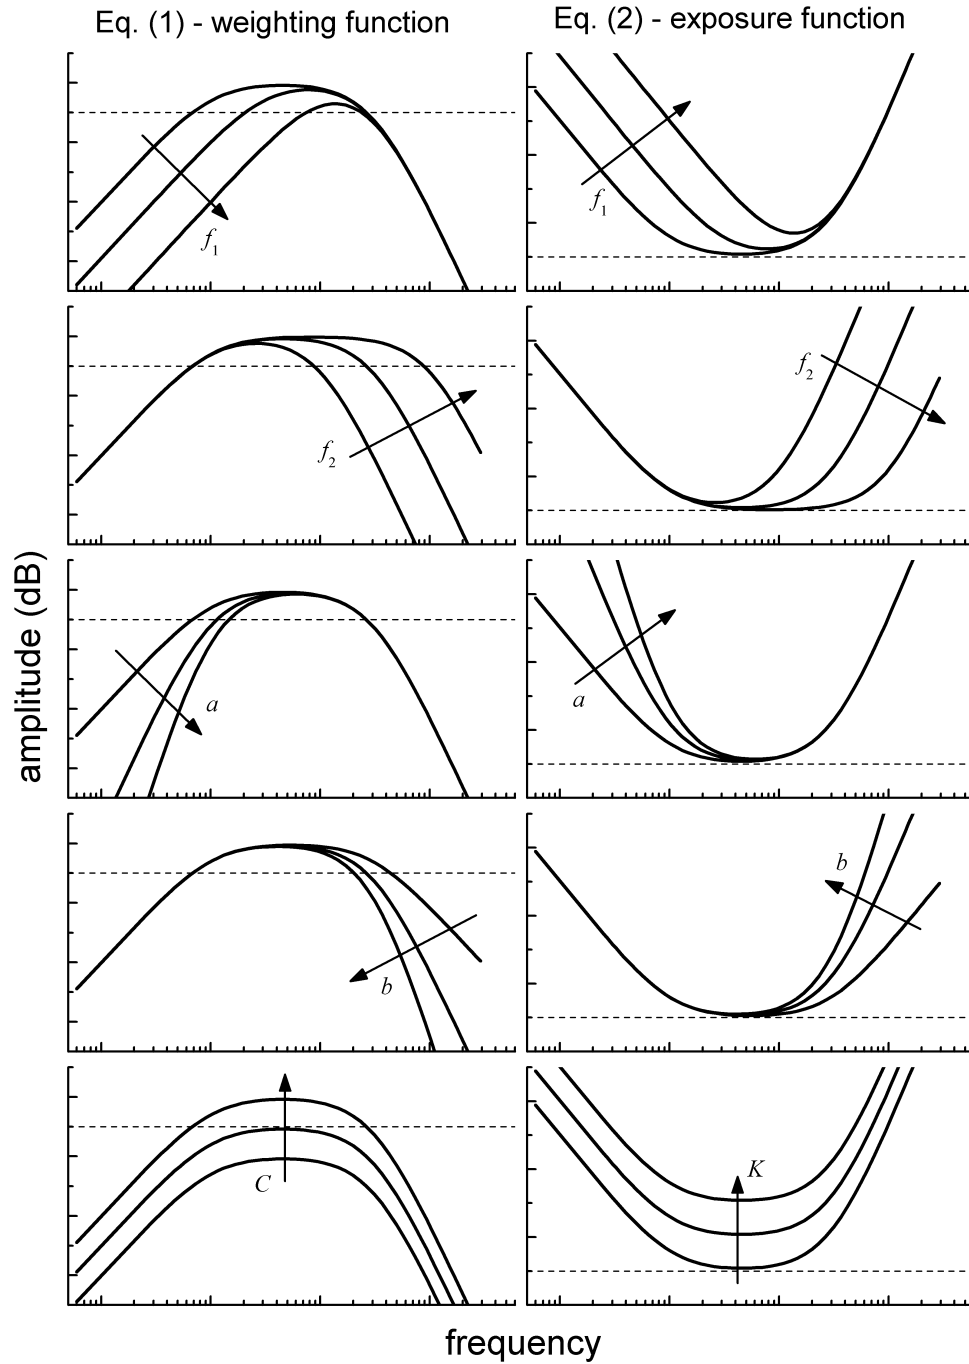 Eq. (1) - weighting function
Eq. (2) - exposure function
f1
f1
f2
f2
a
a
b
b
C
K
amplitude (dB)
frequency